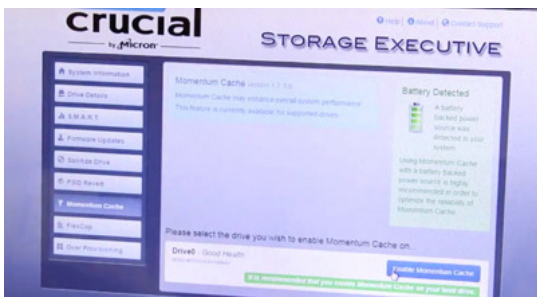 crucial
by Micron
Help | About | Contact Support
STORAGE EXECUTIVE
System Information
Drive Details
S.M.A.R.T.
Firmware Updates
Sanitize Drive
PSID Revert
Momentum Cache
FlexCap
Over Provisioning
Momentum Cache
Momentum Cache may enhance overall system performance.
This feature is currently available for supported drives.
Battery Detected
A battery
backed power
source was
detected in your
system.
Using Momentum Cache
with a battery backed
power source is highly
recommended in order to
optimize the reliability of
Momentum Cache.
Please select the drive you wish to enable Momentum Cache on...
Drive0 - Good Health
Enable Momentum Cache
It is recommended that you enable Momentum Cache on your boot drive.